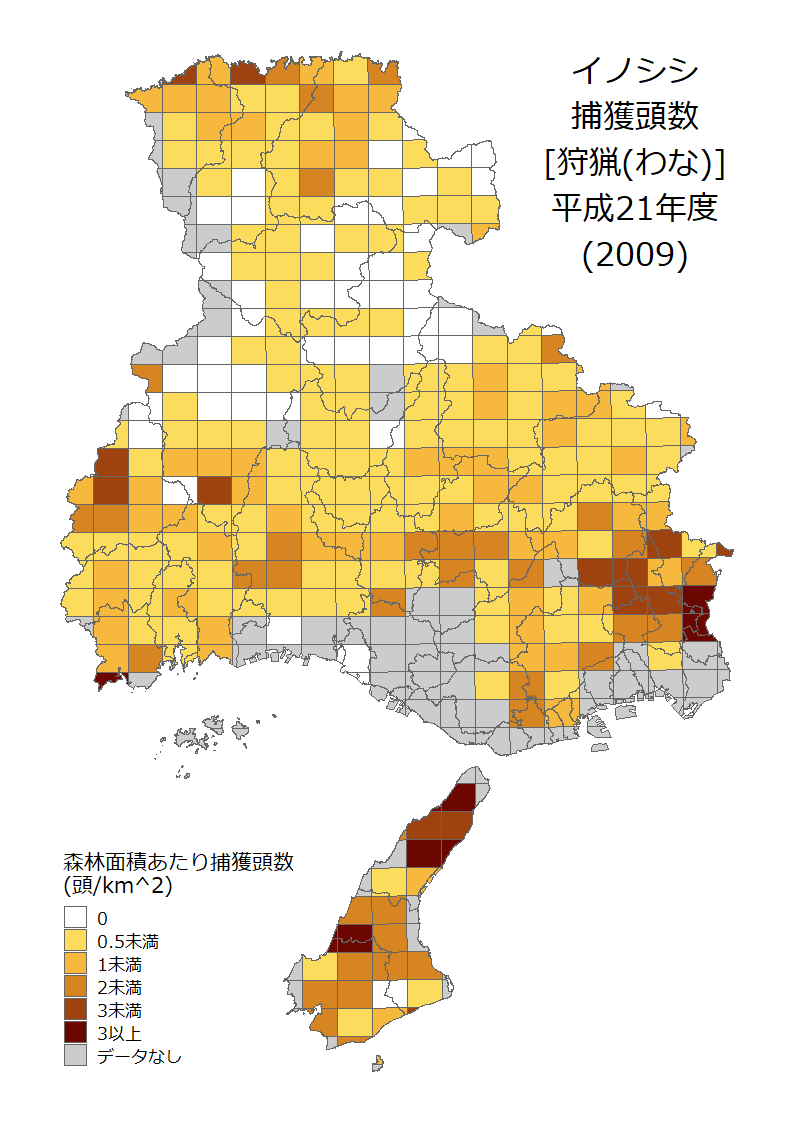 イノシシ
捕獲頭数
[狩猟(わな)]
平成21年度
(2009)
森林面積あたり捕獲頭数
(頭/km^2)
0
0.5未満
1未満
2未満
3未満
3以上
データなし